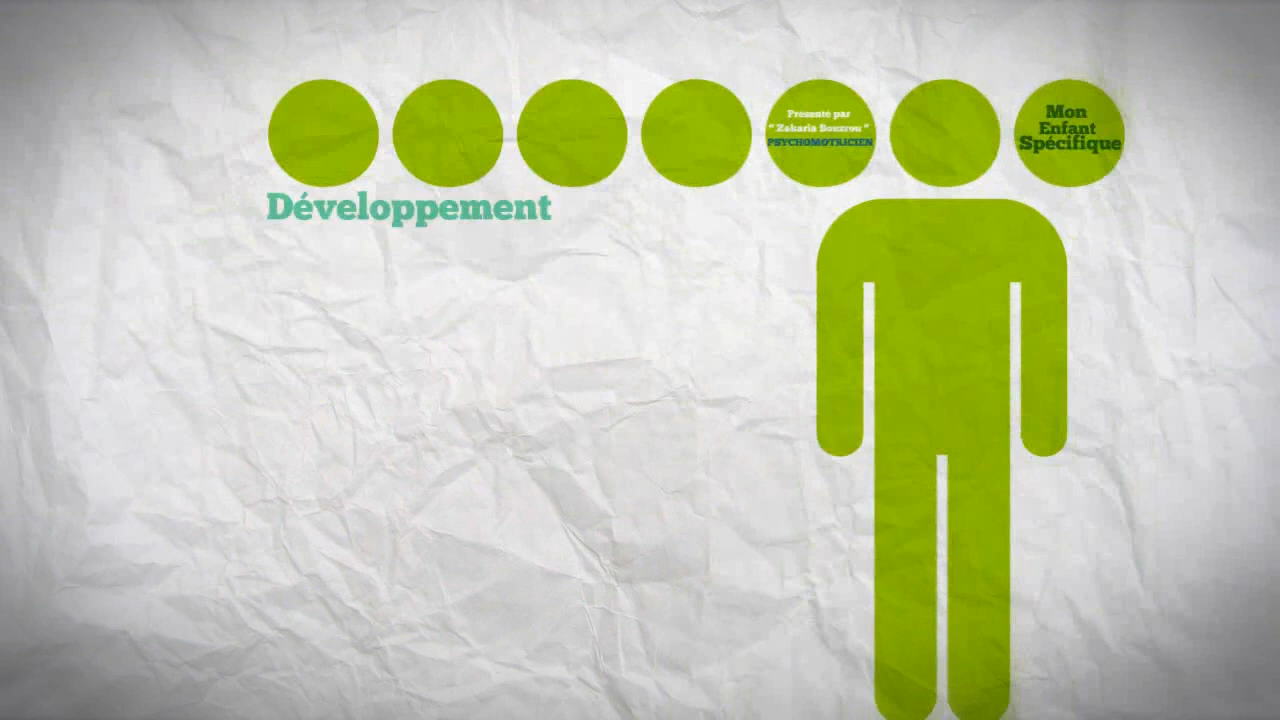 Presenté par
" Zakaria Bouzrou "
PSYCHOMOTRICIEN
Mon
Enfant
Spécifique
Développement